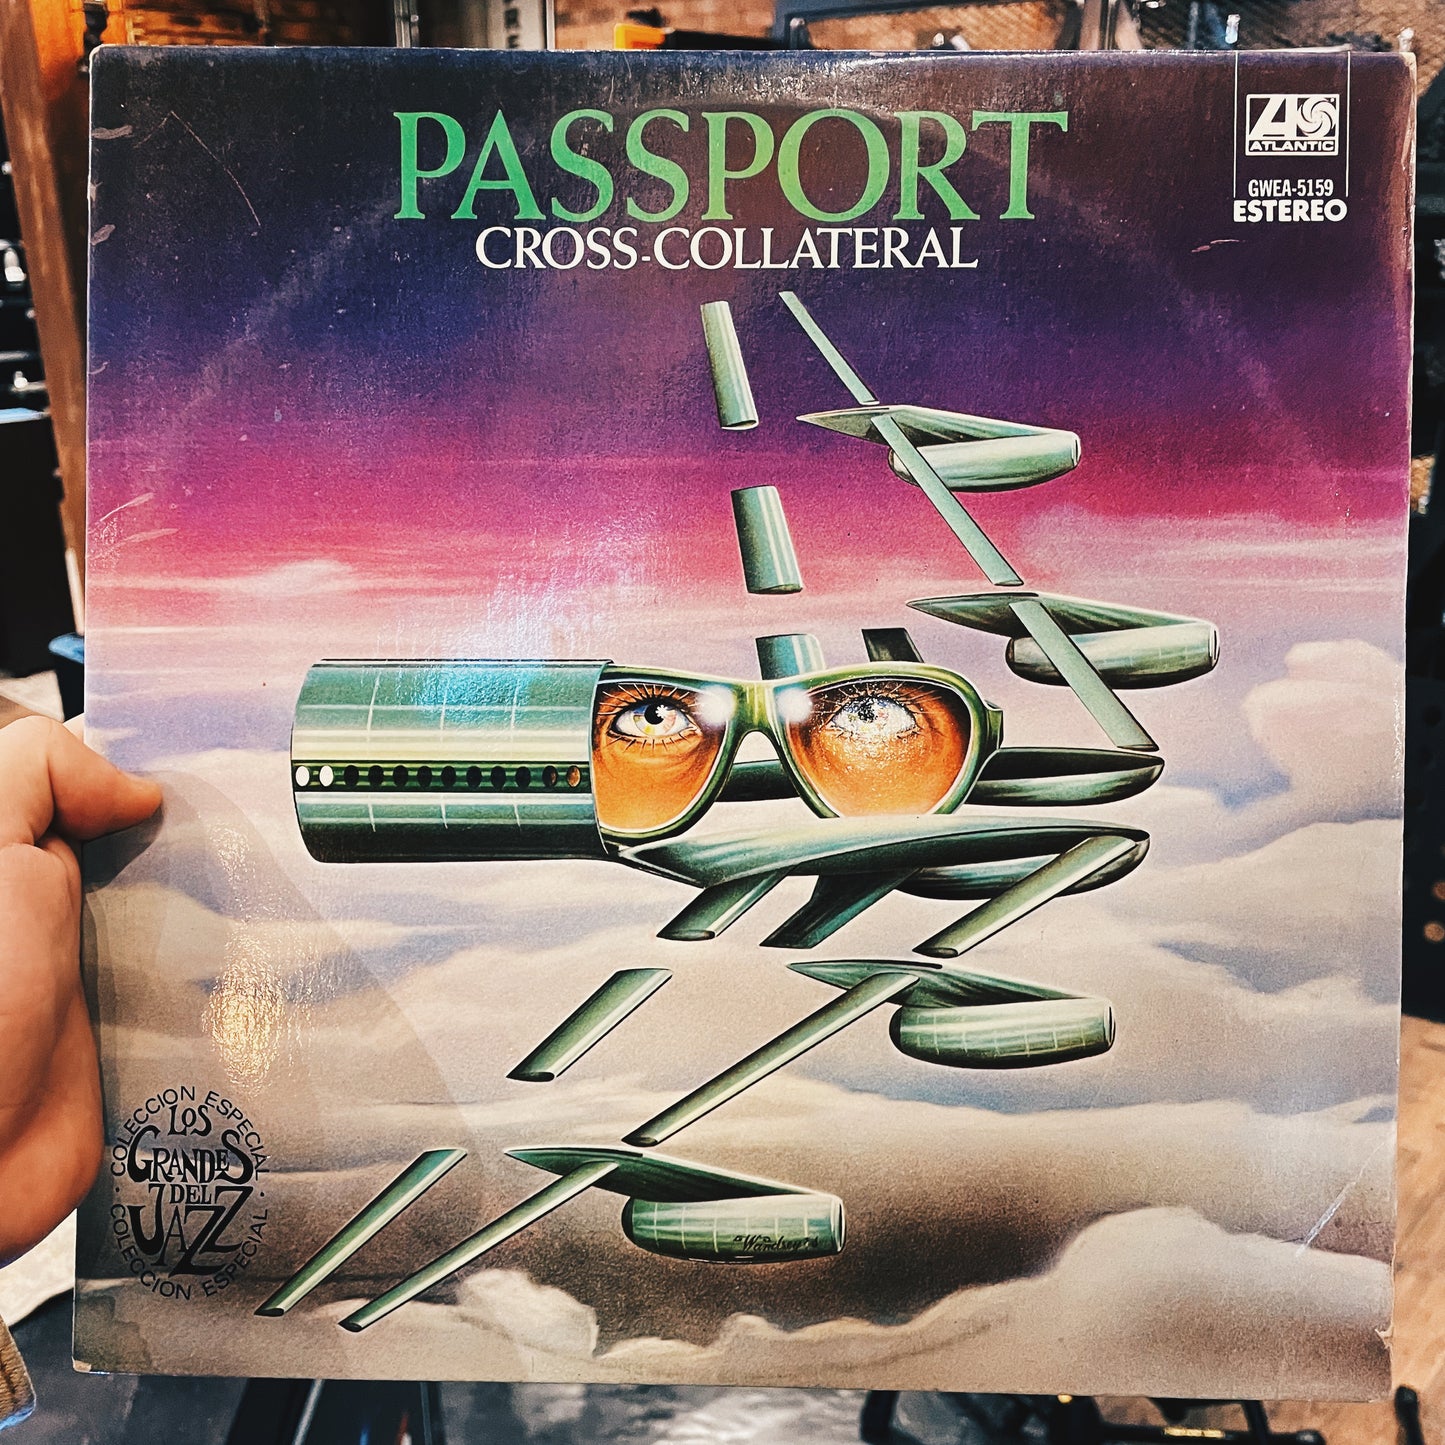 PASSPORT
CROSS-COLLATERAL
ATLANTIC
GWEA-5159
ESTEREO
COLECCION ESPECIAL
LOS
GRANDES
DEL
JAZZ
COLECCION ESPECIAL